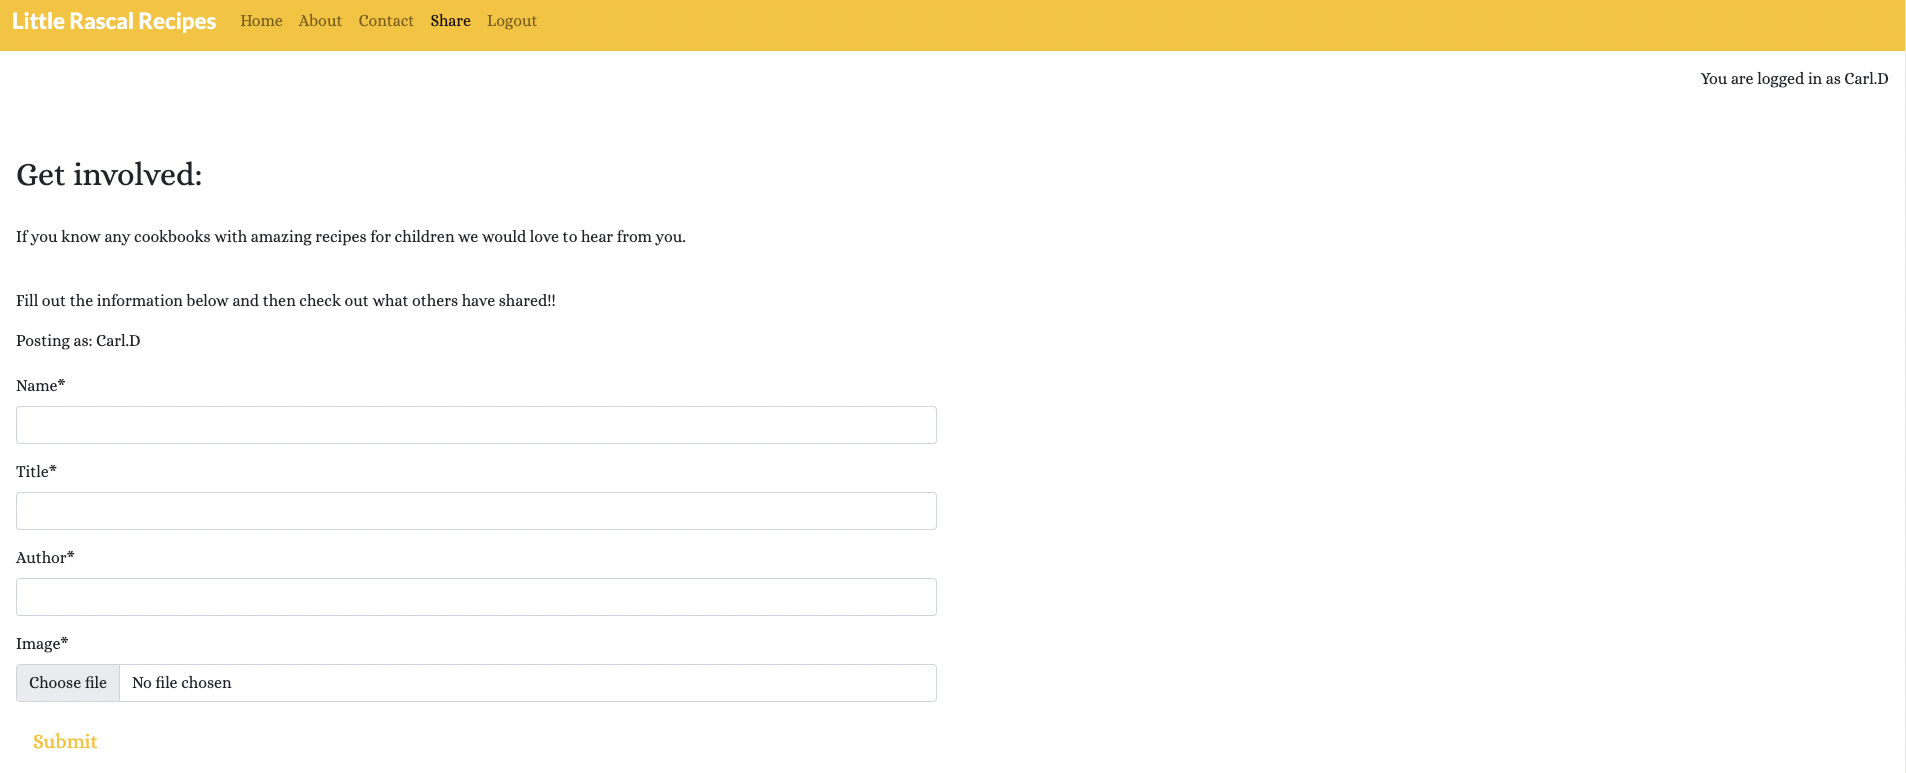 Little Rascal Recipes Home About Contact Share Logout
You are logged in as Carl.D
Get involved:
If you know any cookbooks with amazing recipes for children we would love to hear from you.
Fill out the information below and then check out what others have shared!!
Posting as: Carl.D
Name*
Title*
Author*
Image*
Choose file No file chosen
Submit